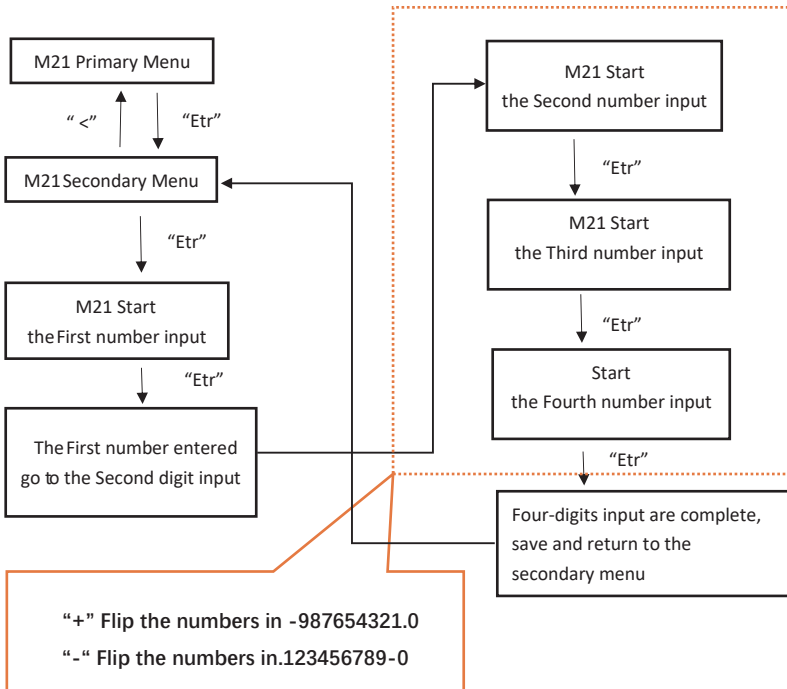 M21 Primary Menu
“ <”
“Etr”
M21 Secondary Menu
“Etr”
M21 Start
the First number input
“Etr”
The First number entered
go to the Second digit input
M21 Start
the Second number input
“Etr”
M21 Start
the Third number input
“Etr”
Start
the Fourth number input
“Etr”
Four-digits input are complete,
save and return to the
secondary menu
“+” Flip the numbers in -987654321.0
“-“ Flip the numbers in.123456789-0